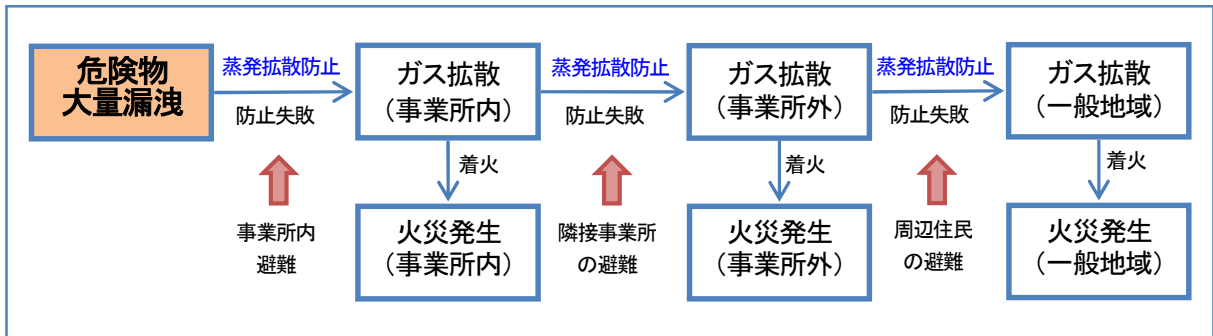 危険物
大量漏洩
蒸発拡散防止
防止失敗
ガス拡散
（事業所内）
蒸発拡散防止
防止失敗
ガス拡散
（事業所外）
蒸発拡散防止
防止失敗
ガス拡散
（一般地域）
着火
着火
着火
事業所内
避難
火災発生
（事業所内）
隣接事業所
の避難
火災発生
（事業所外）
周辺住民
の避難
火災発生
（一般地域）